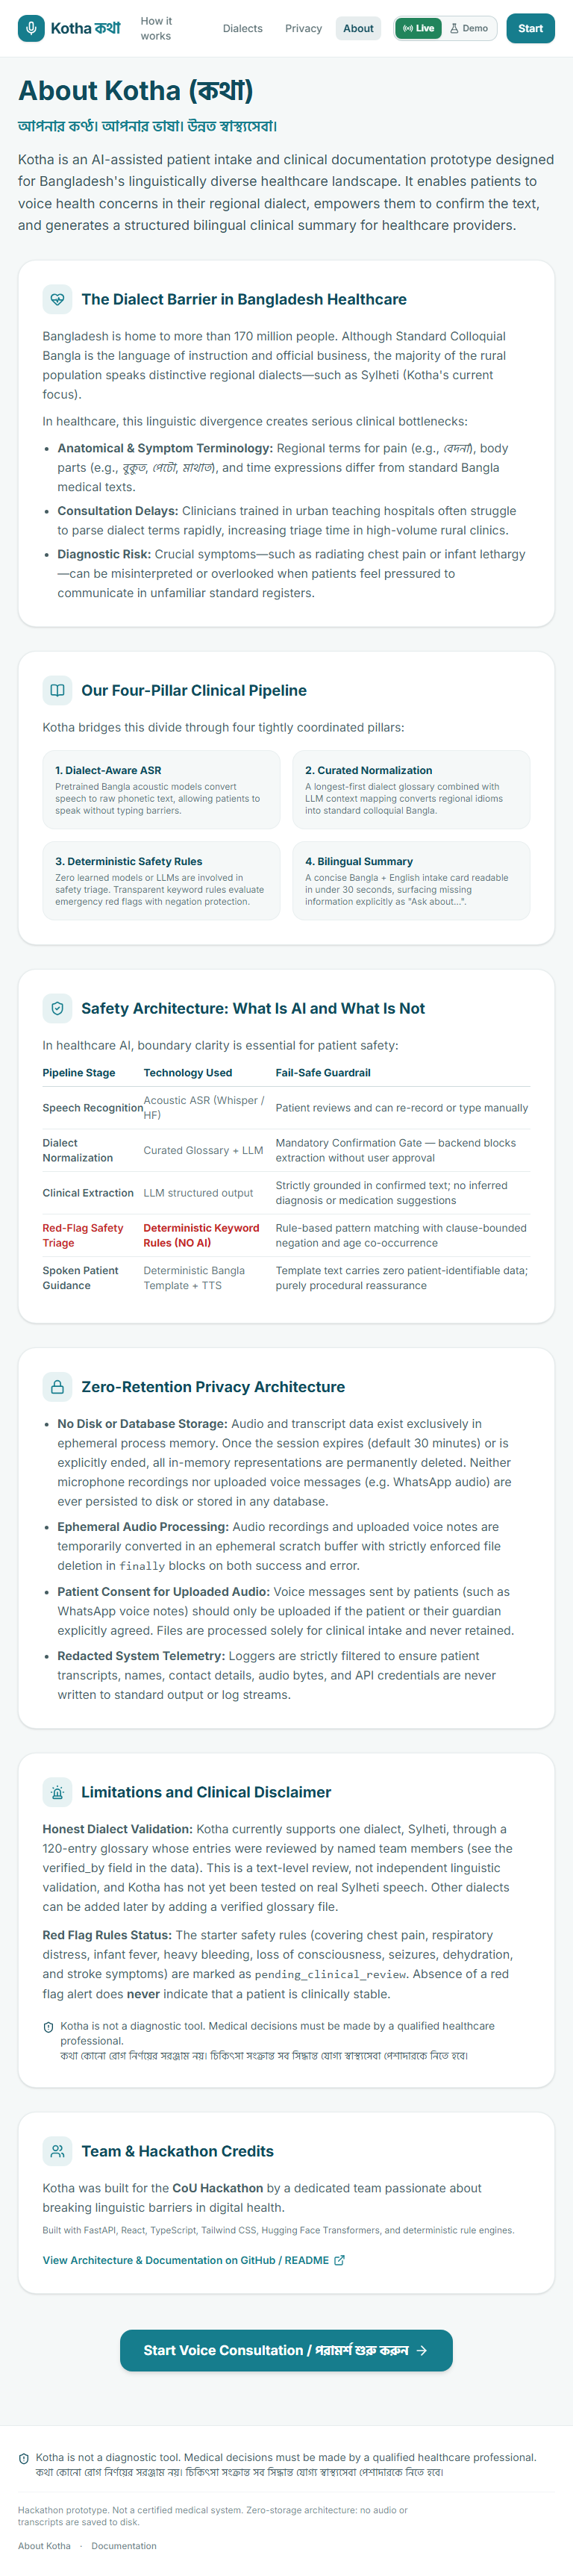 Kotha কথা
How it
works
Dialects
Privacy
About
Live
Demo
Start
About Kotha (কথা)
আপনার কণ্ঠ। আপনার ভাষা। উন্নত স্বাস্থ্যসেবা।
Kotha is an AI-assisted patient intake and clinical documentation prototype designed
for Bangladesh's linguistically diverse healthcare landscape. It enables patients to
voice health concerns in their regional dialect, empowers them to confirm the text,
and generates a structured bilingual clinical summary for healthcare providers.
The Dialect Barrier in Bangladesh Healthcare
Bangladesh is home to more than 170 million people. Although Standard Colloquial
Bangla is the language of instruction and official business, the majority of the rural
population speaks distinctive regional dialects—such as Sylheti (Kotha's current
focus).
In healthcare, this linguistic divergence creates serious clinical bottlenecks:
• Anatomical & Symptom Terminology: Regional terms for pain (e.g., বেদনা), body
parts (e.g., বুকুত, পেটো, মাথাত), and time expressions differ from standard Bangla
medical texts.
• Consultation Delays: Clinicians trained in urban teaching hospitals often struggle
to parse dialect terms rapidly, increasing triage time in high-volume rural clinics.
• Diagnostic Risk: Crucial symptoms—such as radiating chest pain or infant lethargy
—can be misinterpreted or overlooked when patients feel pressured to
communicate in unfamiliar standard registers.
Our Four-Pillar Clinical Pipeline
Kotha bridges this divide through four tightly coordinated pillars:
1. Dialect-Aware ASR
Pretrained Bangla acoustic models convert
speech to raw phonetic text, allowing patients to
speak without typing barriers.
2. Curated Normalization
A longest-first dialect glossary combined with
LLM context mapping converts regional idioms
into standard colloquial Bangla.
3. Deterministic Safety Rules
Zero learned models or LLMs are involved in
safety triage. Transparent keyword rules evaluate
emergency red flags with negation protection.
4. Bilingual Summary
A concise Bangla + English intake card readable
in under 30 seconds, surfacing missing
information explicitly as "Ask about...".
Safety Architecture: What Is AI and What Is Not
In healthcare AI, boundary clarity is essential for patient safety:
Pipeline Stage Technology Used Fail-Safe Guardrail
Speech Recognition Acoustic ASR (Whisper /
HF) Patient reviews and can re-record or type manually
Dialect
Normalization Curated Glossary + LLM Mandatory Confirmation Gate — backend blocks
extraction without user approval
Clinical Extraction LLM structured output Strictly grounded in confirmed text; no inferred
diagnosis or medication suggestions
Red-Flag Safety
Triage Deterministic Keyword
Rules (NO AI) Rule-based pattern matching with clause-bounded
negation and age co-occurrence
Spoken Patient
Guidance Deterministic Bangla
Template + TTS Template text carries zero patient-identifiable data;
purely procedural reassurance
Zero-Retention Privacy Architecture
• No Disk or Database Storage: Audio and transcript data exist exclusively in
ephemeral process memory. Once the session expires (default 30 minutes) or is
explicitly ended, all in-memory representations are permanently deleted. Neither
microphone recordings nor uploaded voice messages (e.g. WhatsApp audio) are
ever persisted to disk or stored in any database.
• Ephemeral Audio Processing: Audio recordings and uploaded voice notes are
temporarily converted in an ephemeral scratch buffer with strictly enforced file
deletion in finally blocks on both success and error.
• Patient Consent for Uploaded Audio: Voice messages sent by patients (such as
WhatsApp voice notes) should only be uploaded if the patient or their guardian
explicitly agreed. Files are processed solely for clinical intake and never retained.
• Redacted System Telemetry: Loggers are strictly filtered to ensure patient
transcripts, names, contact details, audio bytes, and API credentials are never
written to standard output or log streams.
Limitations and Clinical Disclaimer
Honest Dialect Validation: Kotha currently supports one dialect, Sylheti, through a
120-entry glossary whose entries were reviewed by named team members (see the
verified_by field in the data). This is a text-level review, not independent linguistic
validation, and Kotha has not yet been tested on real Sylheti speech. Other dialects
can be added later by adding a verified glossary file.
Red Flag Rules Status: The starter safety rules (covering chest pain, respiratory
distress, infant fever, heavy bleeding, loss of consciousness, seizures, dehydration,
and stroke symptoms) are marked as pending_clinical_review. Absence of a red
flag alert does never indicate that a patient is clinically stable.
Kotha is not a diagnostic tool. Medical decisions must be made by a qualified healthcare
professional.
কথা কোনো রোগ নির্ণয়ের সরঞ্জাম নয়। চিকিৎসা সংক্রান্ত সব সিদ্ধান্ত যোগ্য স্বাস্থ্যসেবা পেশাদারকে নিতে হবে।
Team & Hackathon Credits
Kotha was built for the CoU Hackathon by a dedicated team passionate about
breaking linguistic barriers in digital health.
Built with FastAPI, React, TypeScript, Tailwind CSS, Hugging Face Transformers, and deterministic rule engines.
View Architecture & Documentation on GitHub / README
Start Voice Consultation / পরামর্শ শুরু করুন →
Kotha is not a diagnostic tool. Medical decisions must be made by a qualified healthcare professional.
কথা কোনো রোগ নির্ণয়ের সরঞ্জাম নয়। চিকিৎসা সংক্রান্ত সব সিদ্ধান্ত যোগ্য স্বাস্থ্যসেবা পেশাদারকে নিতে হবে।
Hackathon prototype. Not a certified medical system. Zero-storage architecture: no audio or
transcripts are saved to disk.
About Kotha · Documentation